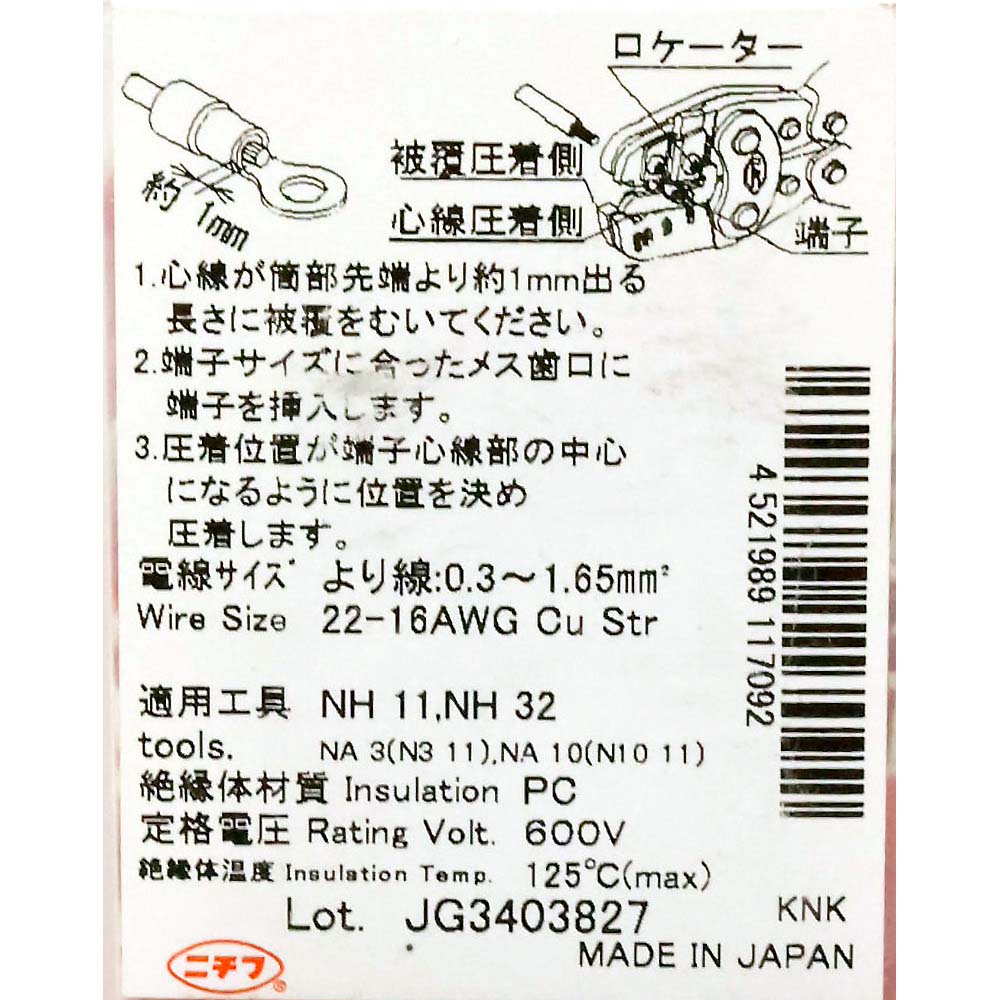 ロケーター
被覆圧着側
心線圧着側
端子
約1mm
1.心線が筒部先端より約1mm出る
長さに被覆をむいてください。
2.端子サイズに合ったメス歯口に
端子を挿入します。
3.圧着位置が端子心線部の中心
になるように位置を決め
圧着します。
電線サイズ より線:0.3〜1.65mm²
Wire Size 22-16AWG Cu Str
適用工具 NH 11,NH 32
tools. NA 3(N3 11),NA 10(N10 11)
絶縁体材質 Insulation PC
定格電圧 Rating Volt. 600V
絶縁体温度 Insulation Temp. 125℃(max)
Lot. JG3403827 KNK
MADE IN JAPAN
ニチフ®
4 521989 117092